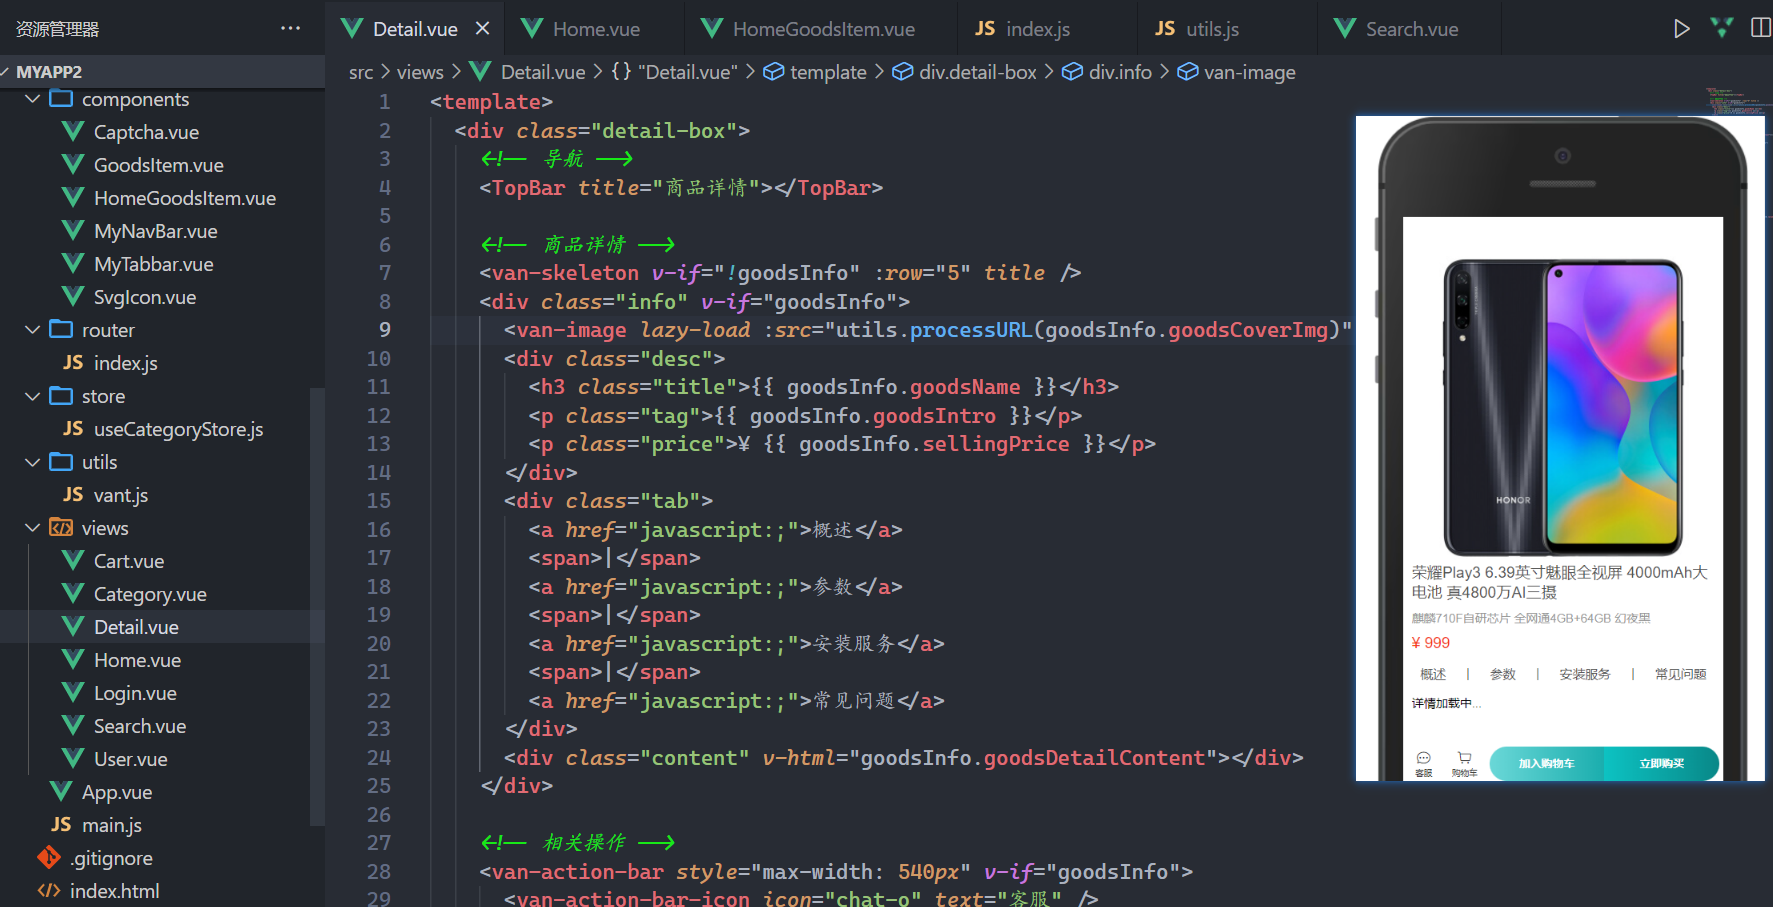 资源管理器 ···
Detail.vue
Home.vue
HomeGoodsItem.vue
JS index.js
JS utils.js
Search.vue
MYAPP2
src > views > Detail.vue > {} "Detail.vue" > template > div.detail-box > div.info > van-image
components
Captcha.vue
GoodsItem.vue
HomeGoodsItem.vue
MyNavBar.vue
MyTabbar.vue
SvgIcon.vue
router
JS index.js
store
JS useCategoryStore.js
utils
JS vant.js
views
Cart.vue
Category.vue
Detail.vue
Home.vue
Login.vue
Search.vue
User.vue
App.vue
JS main.js
.gitignore
index.html
1 <template>
2 <div class="detail-box">
3 <!-- 导航 -->
4 <TopBar title="商品详情"></TopBar>
5
6 <!-- 商品详情 -->
7 <van-skeleton v-if="!goodsInfo" :row="5" title />
8 <div class="info" v-if="goodsInfo">
9 <van-image lazy-load :src="utils.processURL(goodsInfo.goodsCoverImg)"
10 <div class="desc">
11 <h3 class="title">{{ goodsInfo.goodsName }}</h3>
12 <p class="tag">{{ goodsInfo.goodsIntro }}</p>
13 <p class="price">¥ {{ goodsInfo.sellingPrice }}</p>
14 </div>
15 <div class="tab">
16 <a href="javascript:;">概述</a>
17 <span>|</span>
18 <a href="javascript:;">参数</a>
19 <span>|</span>
20 <a href="javascript:;">安装服务</a>
21 <span>|</span>
22 <a href="javascript:;">常见问题</a>
23 </div>
24 <div class="content" v-html="goodsInfo.goodsDetailContent"></div>
25 </div>
26
27 <!-- 相关操作 -->
28 <van-action-bar style="max-width: 540px" v-if="goodsInfo">
29 <van-action-bar-icon icon="chat-o" text="客服" />
HONOR
荣耀Play3 6.39英寸魅眼全视屏 4000mAh大
电池 真4800万AI三摄
麒麟710F自研芯片 全网通4GB+64GB 幻夜黑
¥ 999
概述 | 参数 | 安装服务 | 常见问题
详情加载中...
客服 购物车 加入购物车 立即购买